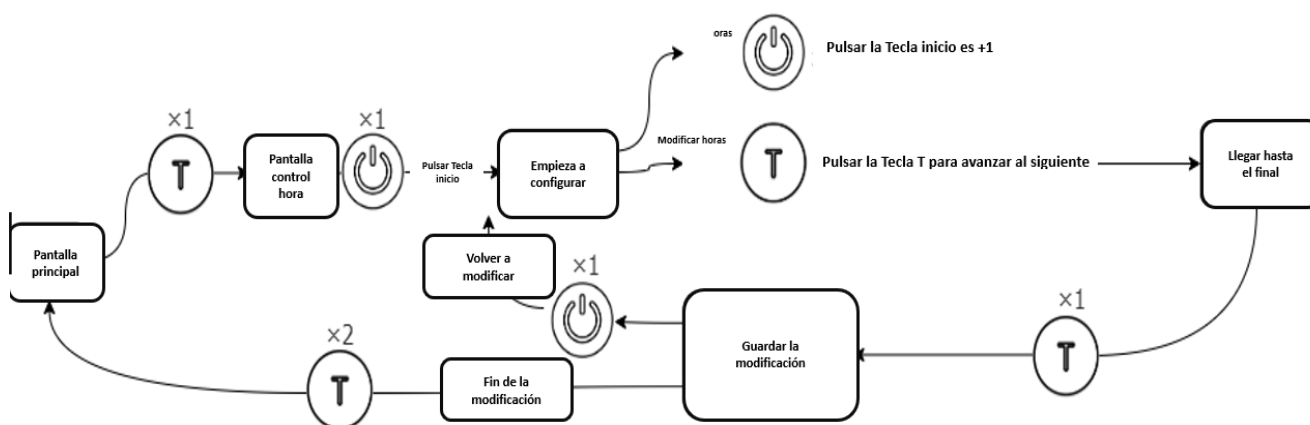 oras
Pulsar la Tecla inicio es +1
×1
×1
T
Pantalla
control
hora
Pulsar Tecla
inicio
Empieza a
configurar
Modificar horas
T
Pulsar la Tecla T para avanzar al siguiente
Llegar hasta
el final
Pantalla
principal
Volver a
modificar
×1
×1
T
Guardar la
modificación
×2
T
Fin de la
modificación